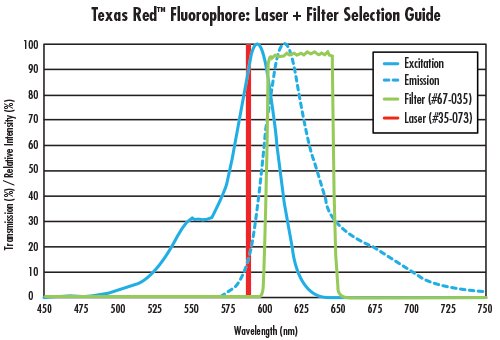 Texas Red™ Fluorophore: Laser + Filter Selection Guide
Transmission (%) / Relative Intensity (%)
100
90
80
70
60
50
40
30
20
10
0
Excitation
Emission
Filter (#67-035)
Laser (#35-073)
450 475 500 525 550 575 600 625 650 675 700 725 750
Wavelength (nm)